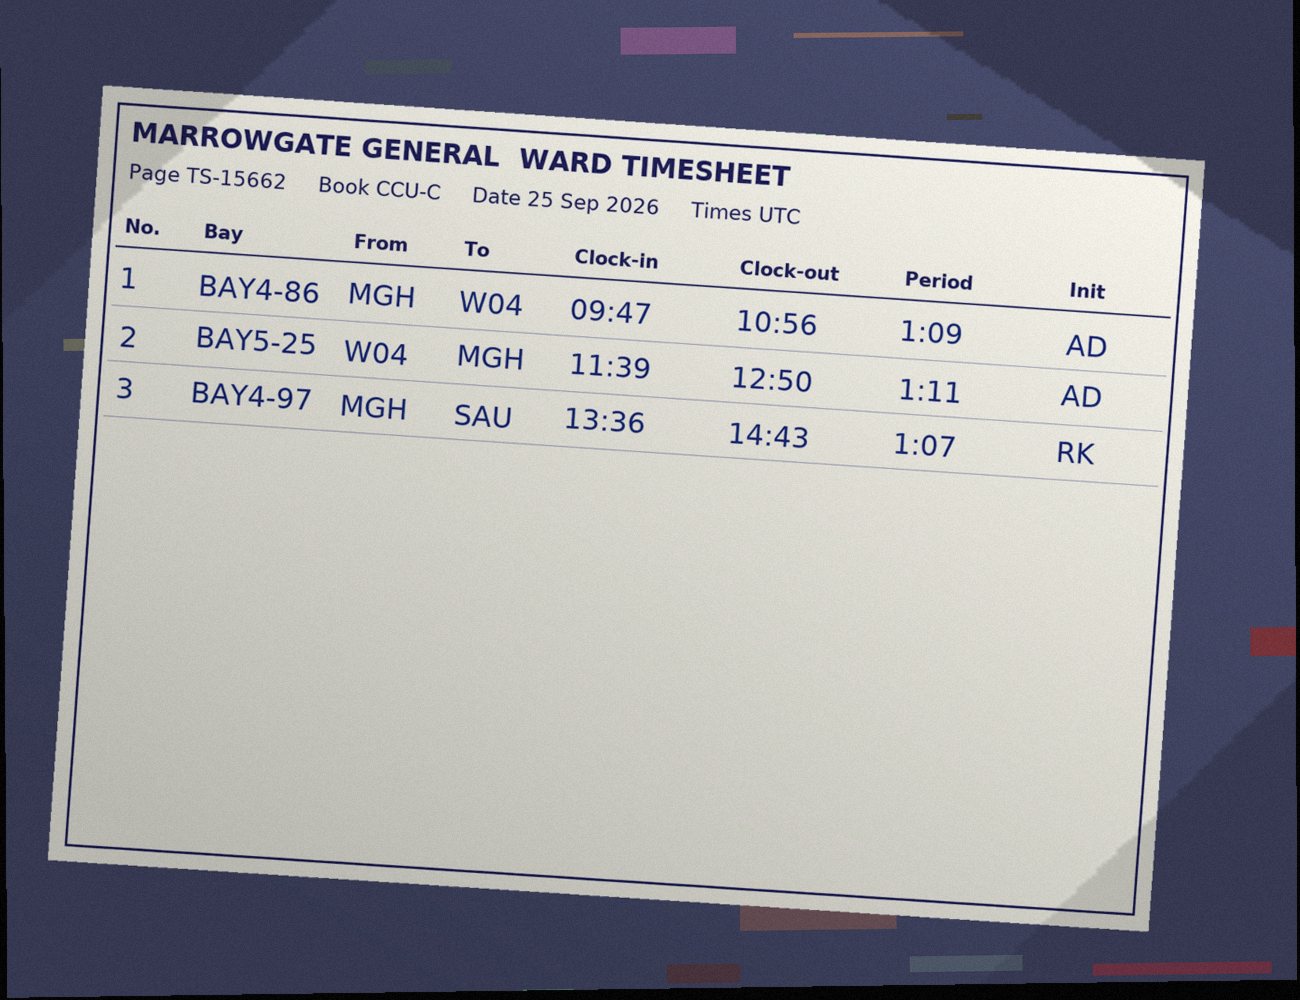 MARROWGATE GENERAL WARD TIMESHEET
Page TS-15662 Book CCU-C Date 25 Sep 2026 Times UTC
No. Bay From To Clock-in Clock-out Period Init
1 BAY4-86 MGH W04 09:47 10:56 1:09 AD
2 BAY5-25 W04 MGH 11:39 12:50 1:11 AD
3 BAY4-97 MGH SAU 13:36 14:43 1:07 RK